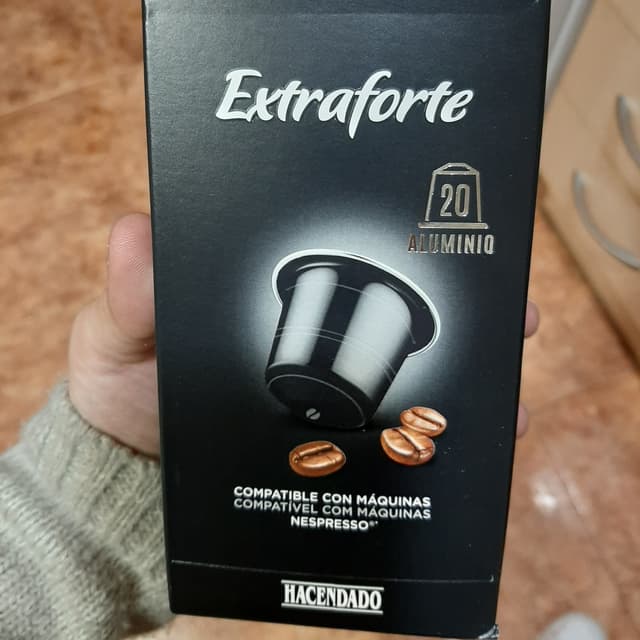 Extraforte
20
ALUMINIO
COMPATIBLE CON MÁQUINAS
COMPATÍVEL COM MÁQUINAS
NESPRESSO®*
HACENDADO